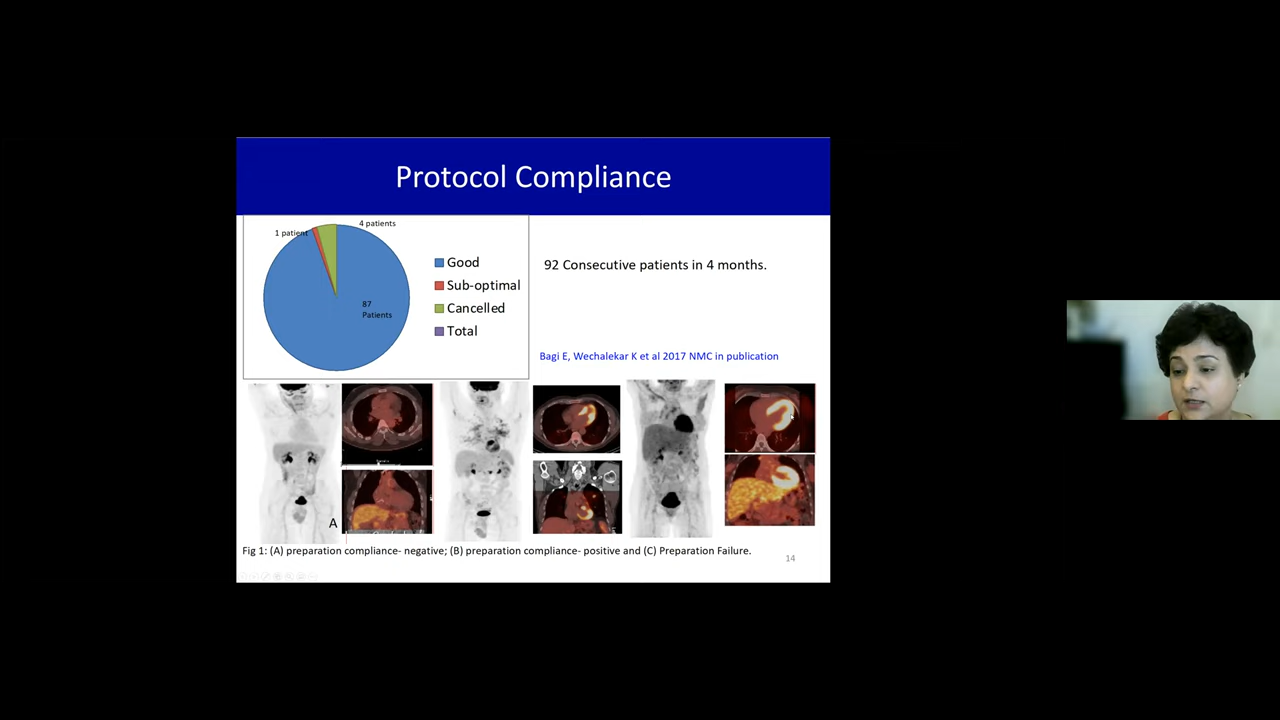 Protocol Compliance
4 patients
1 patient
87
Patients
Good
Sub-optimal
Cancelled
Total
92 Consecutive patients in 4 months.
Bagi E, Wechalekar K et al 2017 NMC in publication
A
Fig 1: (A) preparation compliance- negative; (B) preparation compliance- positive and (C) Preparation Failure.
14